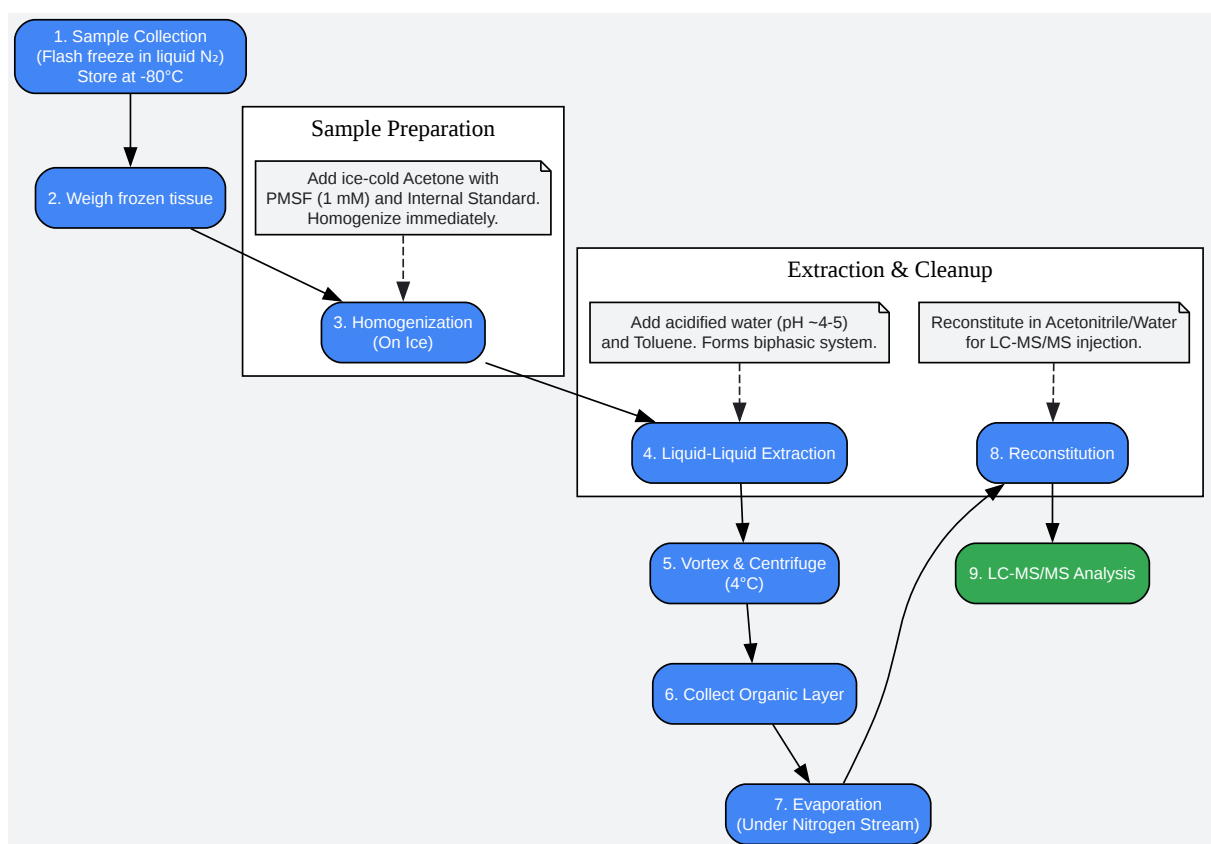 1. Sample Collection
(Flash freeze in liquid N₂)
Store at -80°C
2. Weigh frozen tissue
Sample Preparation
Add ice-cold Acetone with
PMSF (1 mM) and Internal Standard.
Homogenize immediately.
3. Homogenization
(On Ice)
Extraction & Cleanup
Add acidified water (pH ~4-5)
and Toluene. Forms biphasic system.
Reconstitute in Acetonitrile/Water
for LC-MS/MS injection.
4. Liquid-Liquid Extraction
8. Reconstitution
5. Vortex & Centrifuge
(4°C)
9. LC-MS/MS Analysis
6. Collect Organic Layer
7. Evaporation
(Under Nitrogen Stream)